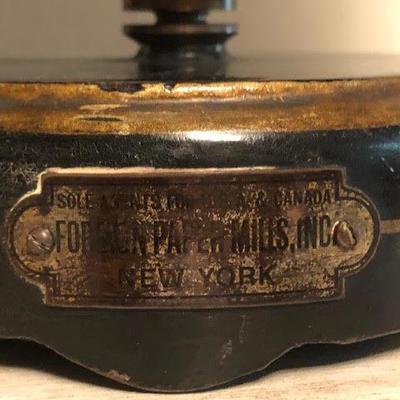 SOLE AGENTS FOR U.S.A. & CANADA
FOREIGN PAPER MILLS, INC.
NEW YORK